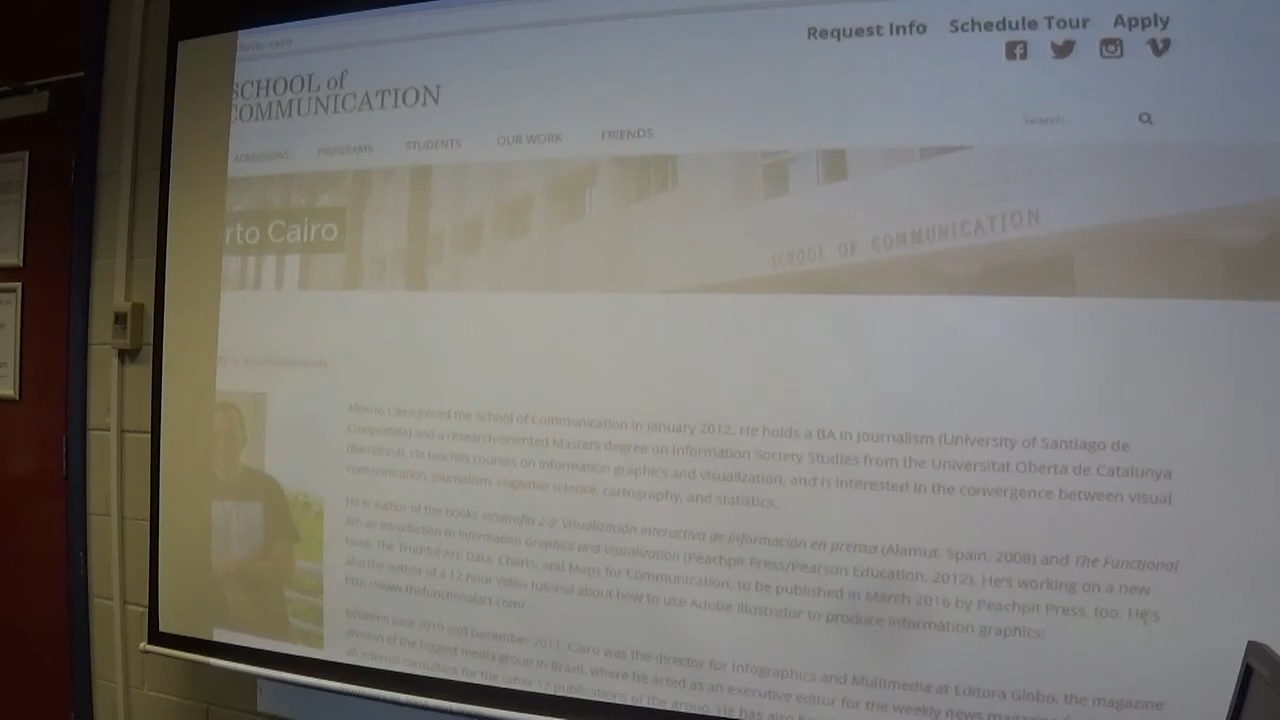 Request Info Schedule Tour Apply
SCHOOL of
COMMUNICATION
Search...
ADMISSIONS PROGRAMS STUDENTS OUR WORK FRIENDS
rto Cairo
SCHOOL OF COMMUNICATION
Alberto Cairo joined the School of Communication in January 2012. He holds a BA in Journalism (University of Santiago de
Compostela) and a research-oriented Masters degree on Information Society Studies from the Universitat Oberta de Catalunya
(Barcelona). He teaches courses on information graphics and visualization, and is interested in the convergence between visual
communication, journalism, cognitive science, cartography, and statistics.
He is author of the books Infografía 2.0: Visualización interactiva de información en prensa (Alamut, Spain, 2008) and The Functional
Art: an Introduction to Information Graphics and Visualization (Peachpit Press/Pearson Education, 2012). He's working on a new
book, The Truthful Art: Data, Charts, and Maps for Communication, to be published in March 2016 by Peachpit Press, too. He's
also the author of a 12-hour video tutorial about how to use Adobe Illustrator to produce information graphics:
http://www.thefunctionalart.com/
Between June 2010 and December 2011, Cairo was the director for Infographics and Multimedia at Editora Globo, the magazine
division of the biggest media group in Brazil, where he acted as an executive editor for the weekly news magazine
an internal consultant for the other 12 publications of the group. He has also